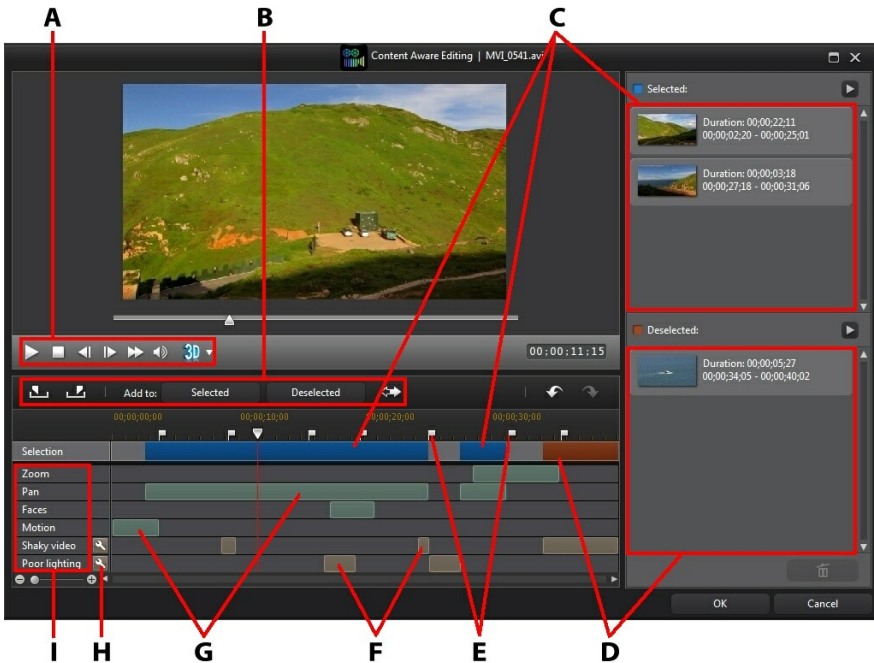 A B C
Content Aware Editing | MVI_0541.avi
Selected:
Duration: 00;00;22;11
00;00;02;20 - 00;00;25;01
Duration: 00;00;03;18
00;00;27;18 - 00;00;31;06
Deselected:
Duration: 00;00;05;27
00;00;34;05 - 00;00;40;02
3D
00;00;11;15
Add to: Selected Deselected
00;00;00;00 00;00;10;00 00;00;20;00 00;00;30;00
Selection
Zoom
Pan
Faces
Motion
Shaky video
Poor lighting
OK Cancel
I H G F E D